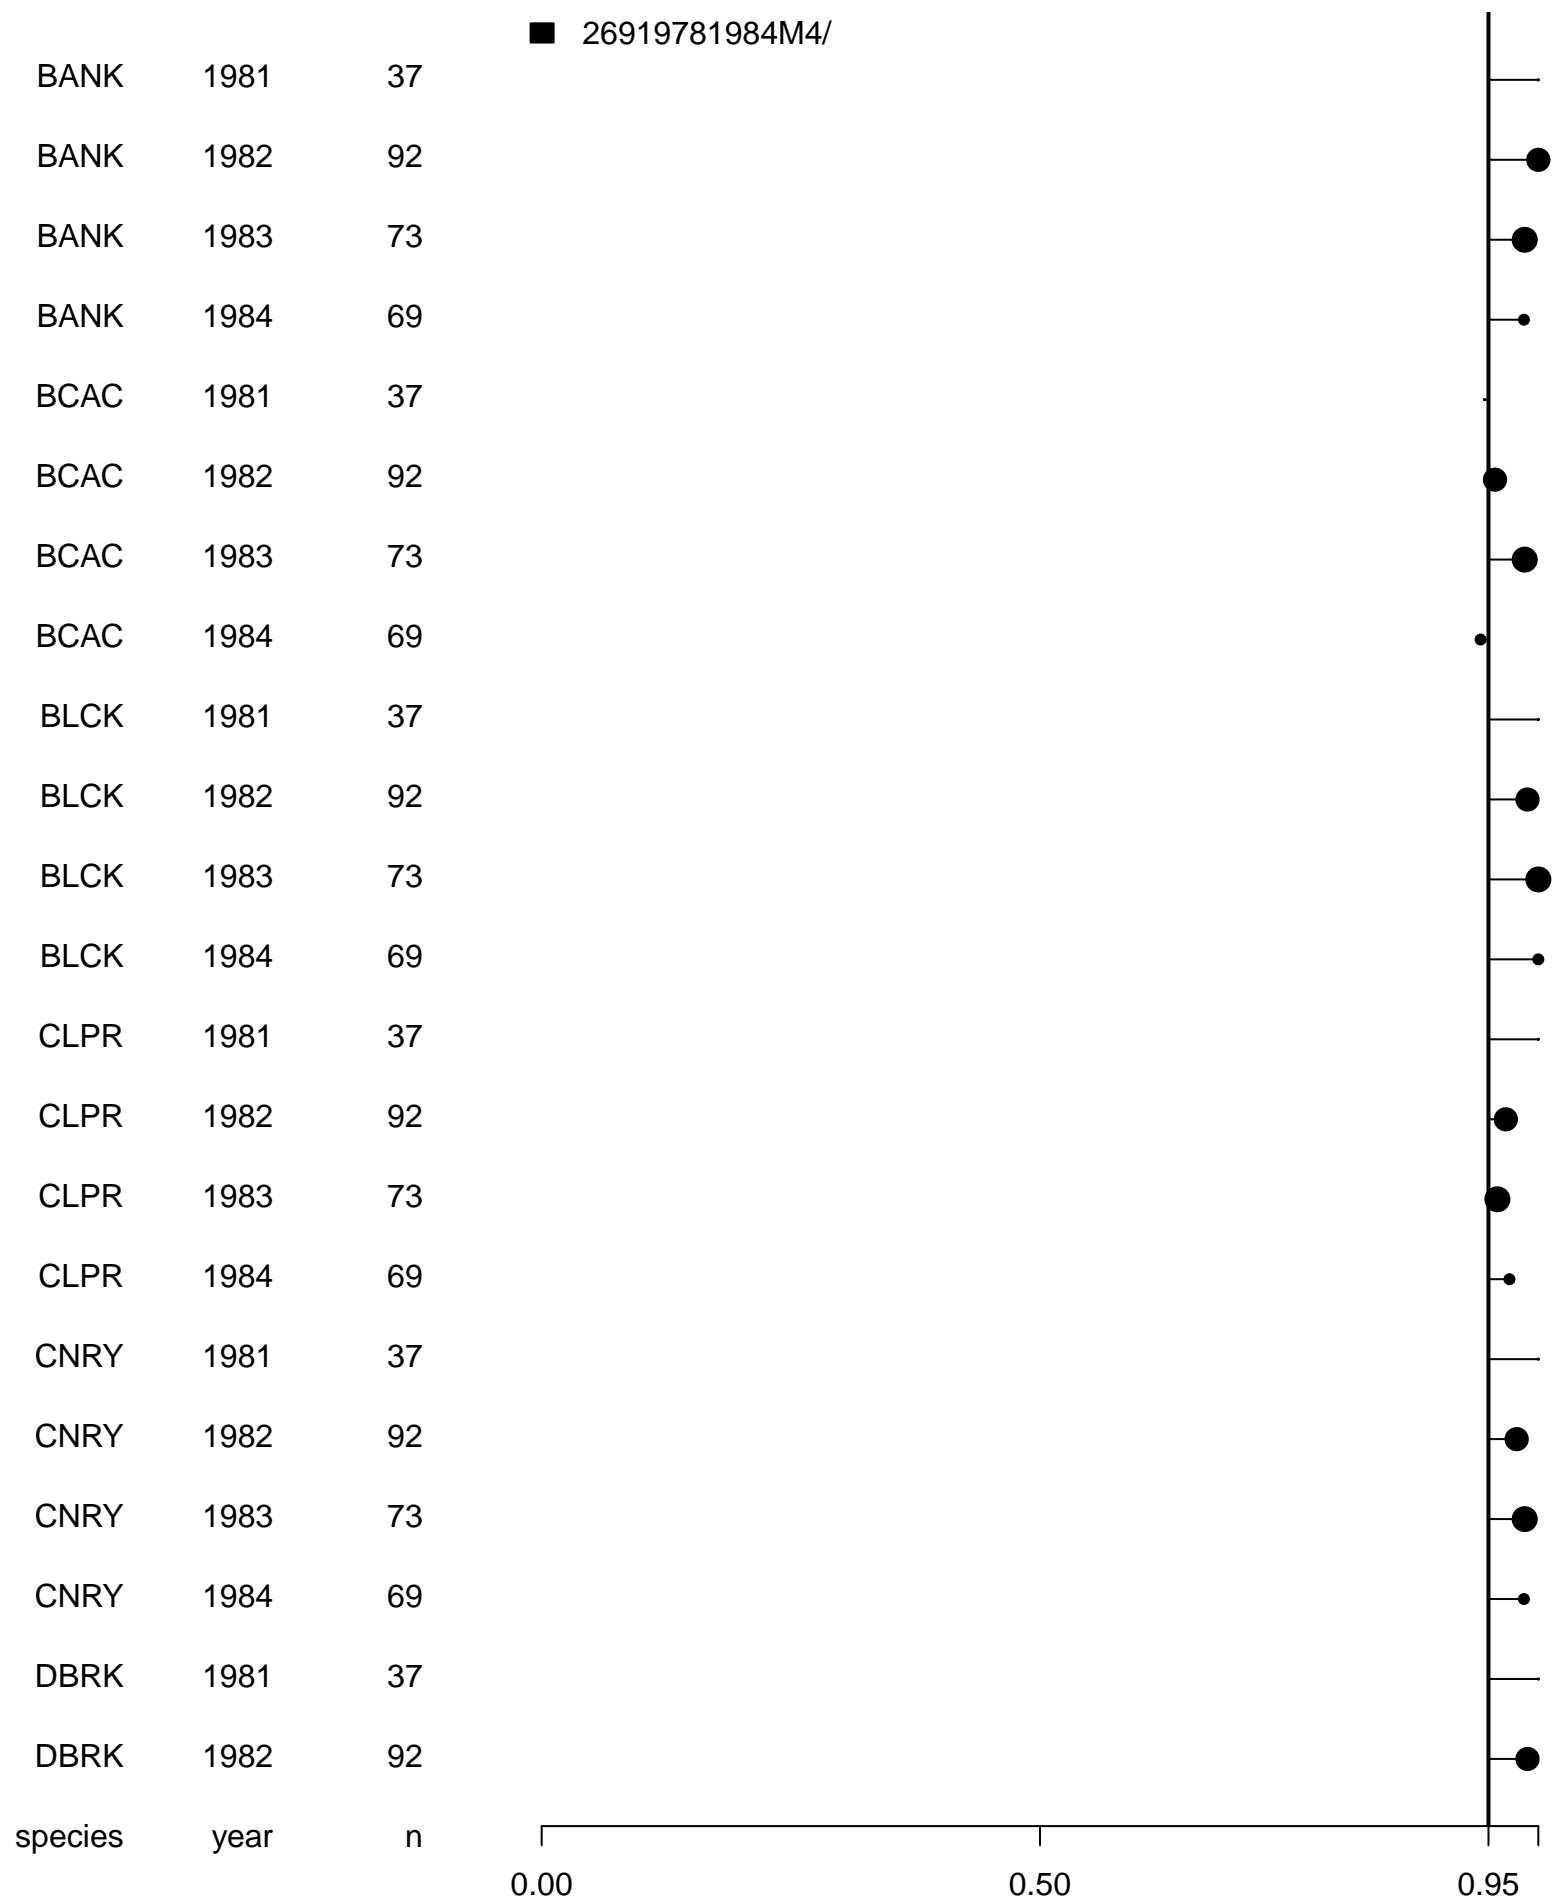 26919781984M4/
BANK 1981 37
BANK 1982 92
BANK 1983 73
BANK 1984 69
BCAC 1981 37
BCAC 1982 92
BCAC 1983 73
BCAC 1984 69
BLCK 1981 37
BLCK 1982 92
BLCK 1983 73
BLCK 1984 69
CLPR 1981 37
CLPR 1982 92
CLPR 1983 73
CLPR 1984 69
CNRY 1981 37
CNRY 1982 92
CNRY 1983 73
CNRY 1984 69
DBRK 1981 37
DBRK 1982 92
species year n
0.00 0.50 0.95